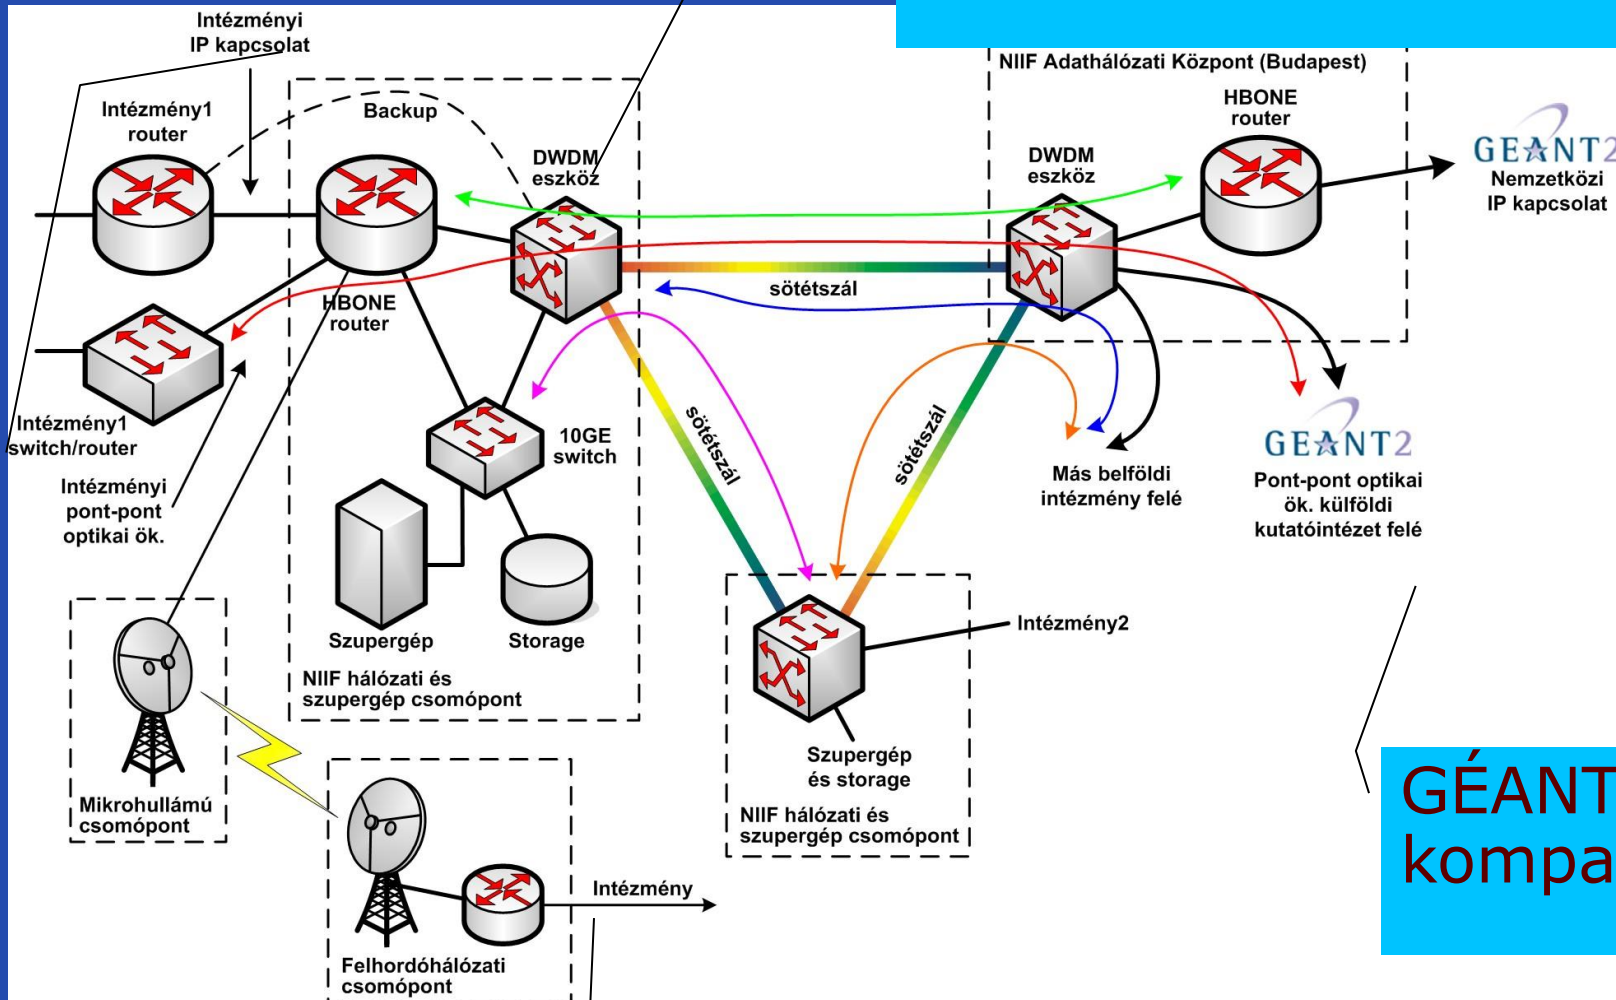 Intézményi
IP kapcsolat
Intézmény1
router
Backup
DWDM
eszköz
HBONE
router
Intézmény1
switch/router
Intézményi
pont-pont
optikai ök.
10GE
switch
Szupergép
Storage
NIIF hálózati és
szupergép csomópont
Mikrohullámú
csomópont
Felhordóhálózati
csomópont
Intézmény
sötétszál
sötétszál
sötétszál
NIIF Adathálózati Központ (Budapest)
HBONE
router
DWDM
eszköz
GEANT2
Nemzetközi
IP kapcsolat
Más belföldi
intézmény felé
GEANT2
Pont-pont optikai
ök. külföldi
kutatóintézet felé
Intézmény2
Szupergép
és storage
NIIF hálózati és
szupergép csomópont
GÉANT
kompa